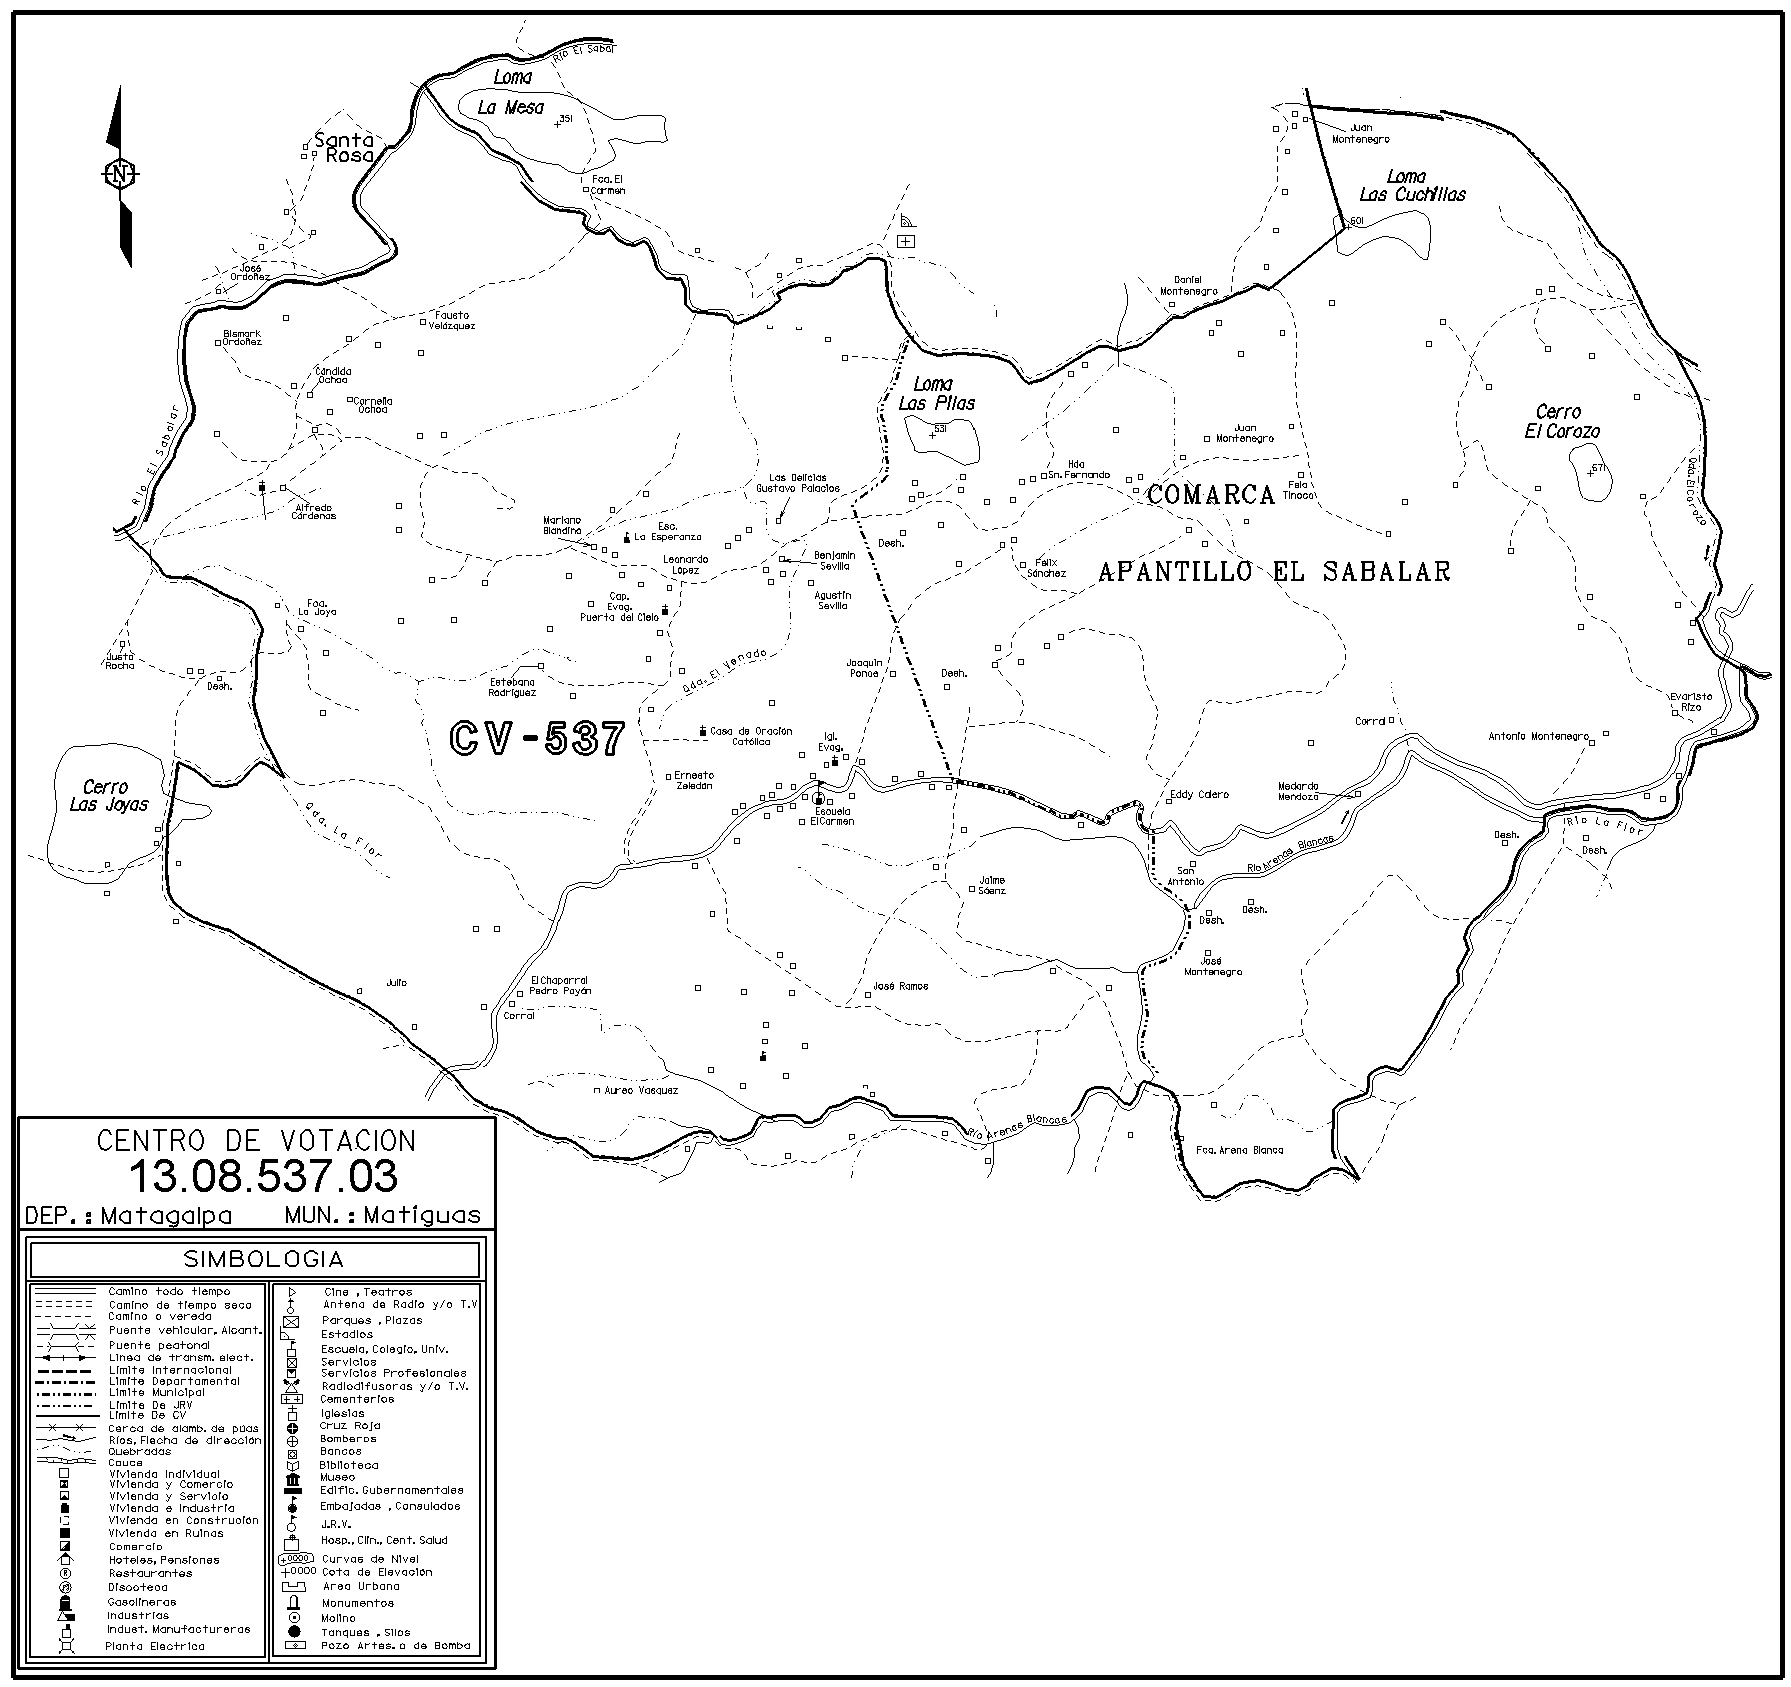 Río El Sabalar
Loma
La Mesa
351
Santa
Rosa
N
Fca. El
Carmen
Juan
Montenegro
Loma
Las Cuchillas
501
José
Ordoñez
Daniel
Montenegro
Fausto
Velázquez
Bismark
Ordoñez
Cándida
Ochoa
Cornelia
Ochoa
Río El Sabalar
Loma
Las Pilas
531
Cerro
El Corozo
571
Juan
Montenegro
Hda
Sn. Fernando
Fela
Tinoco
Qda. El Corozo
COMARCA
APANTILLO EL SABALAR
Las Delicias
Gustavo Palacios
Alfredo
Cárdenas
Mariano
Blandino
Esc.
La Esperanza
Leonardo
López
Benjamín
Sevilla
Desh.
Felix
Sánchez
Cap.
Evag.
Puerta del Cielo
Agustín
Sevilla
Fca.
La Joya
Justo
Rocha
Desh.
Estebana
Rodríguez
Qda. El Venado
Joaquín
Ponce
Desh.
Evaristo
Rizo
CV-537
Casa de Oración
Católica
Igl.
Evag.
Corral
Antonio Montenegro
Cerro
Las Joyas
Ernesto
Zeledón
Escuela
El Carmen
Eddy Calero
Medardo
Mendoza
Qda. La Flor
Río La Flor
Desh.
Desh.
Río Arenas Blancas
San
Antonio
Jaime
Sáenz
Desh.
Desh.
José
Montenegro
Julio
El Chaparral
Pedro Payán
Corral
José Ramos
Aureo Vasquez
Río Arenas Blancas
Fca. Arena Blanca
CENTRO DE VOTACION
13.08.537.03
DEP.: Matagalpa MUN.: Matiguas
SIMBOLOGIA
Camino todo tiempo
Camino de tiempo seco
Camino o vereda
Puente vehicular, Alcant.
Puente peatonal
Linea de transm. elect.
Limite Internacional
Limite Departamental
Limite Municipal
Limite De JRV
Limite De CV
Cerca de alamb. de púas
Ríos, Flecha de dirección
Quebradas
Cauce
Vivienda Individual
Vivienda y Comercio
Vivienda y Servicio
Vivienda e Industria
Vivienda en Construcion
Vivienda en Ruinas
Comercio
Hoteles, Pensiones
R Restaurantes
Discoteca
Gasolineras
Industrias
Indust. Manufactureras
Planta Electrica
Cine , Teatros
Antena de Radio y/o T.V
Parques , Plazas
Estadios
Escuela, Colegio, Univ.
Servicios
Servicios Profesionales
Radiodifusoras y/o T.V.
Cementerios
Iglesias
Cruz Roja
Bomberos
Bancos
Biblioteca
Museo
Edific. Gubernamentales
Embajadas , Consulados
J.R.V.
Hosp., Clin., Cent. Salud
+0000 Curvas de Nivel
+0000 Cota de Elevación
Area Urbana
Monumentos
Molino
Tanques , Silos
Pozo Artes. o de Bomba